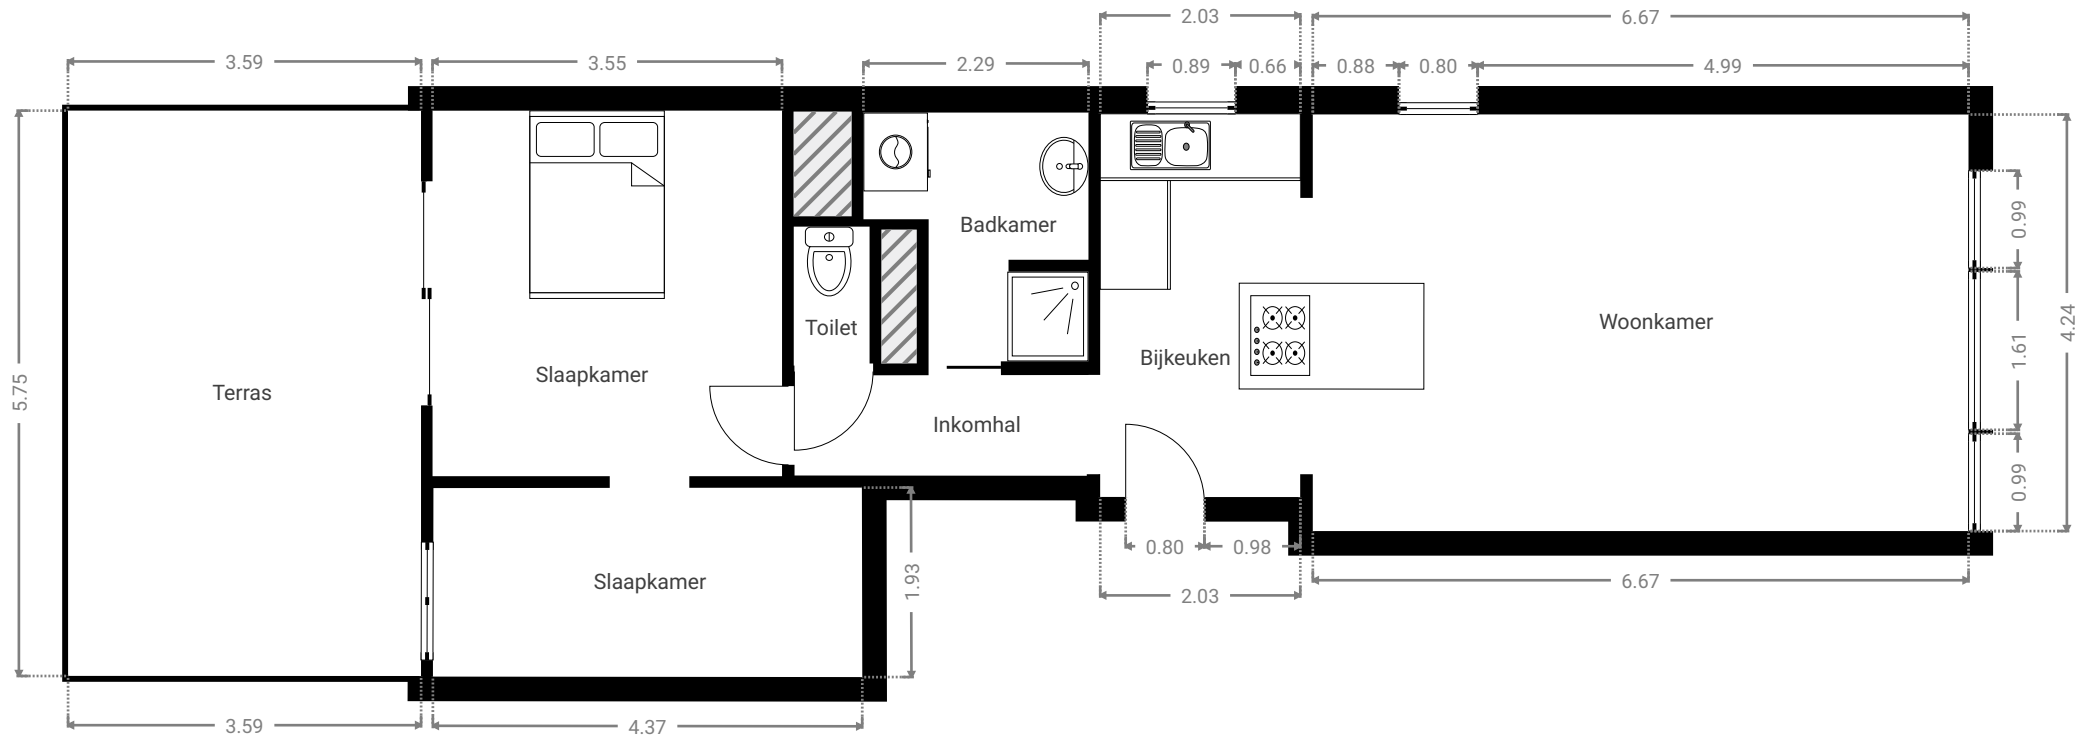 2.03
6.67
3.59
3.55
2.29
0.89
0.66
0.88
0.80
4.99
0.99
Badkamer
4.24
Woonkamer
Toilet
1.61
Bijkeuken
Slaapkamer
5.75
Terras
Inkomhal
0.99
0.80
0.98
Slaapkamer
1.93
6.67
2.03
3.59
4.37